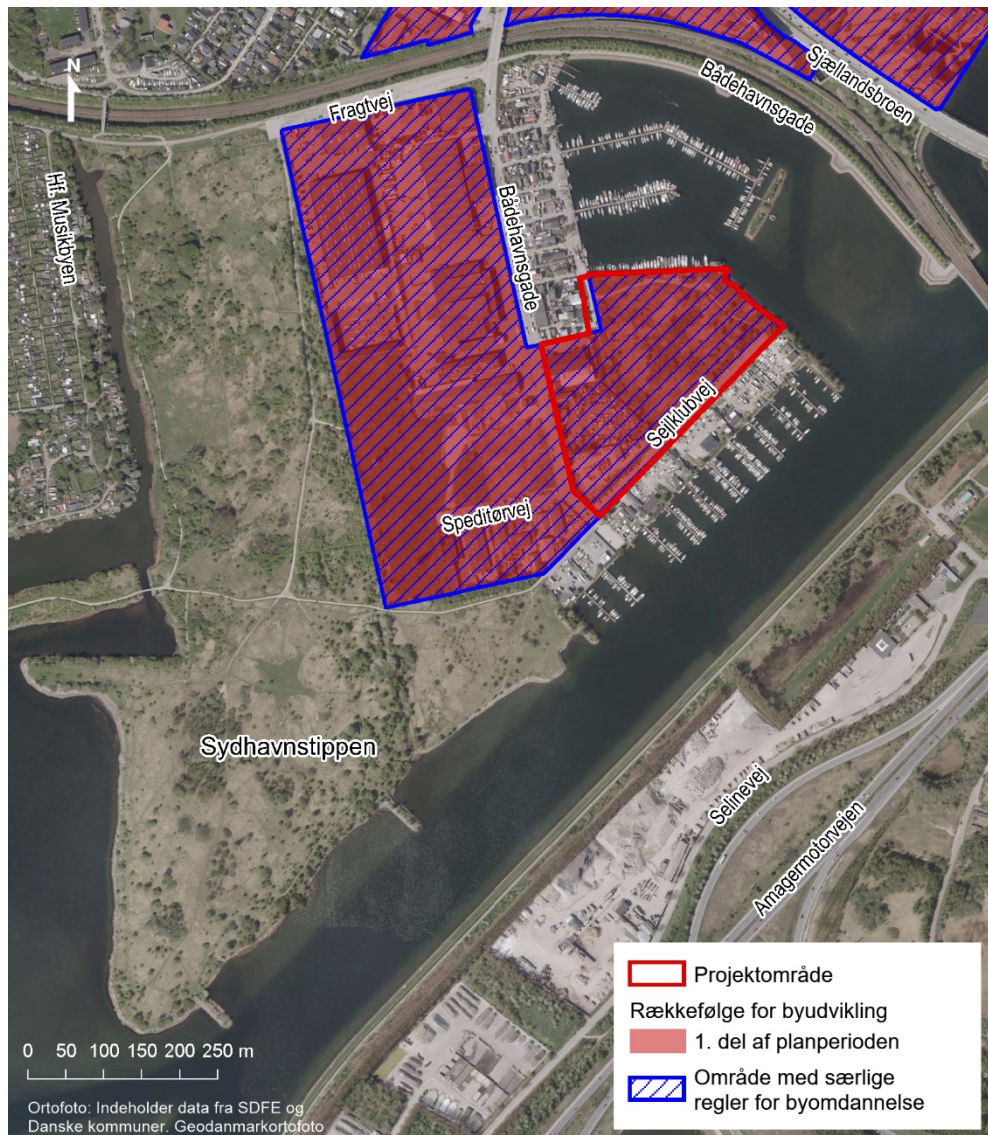 N
Fragtvej
Sjællandsbroen
Bådehavnsgade
Hf. Musikbyen
Bådehavnsgade
Sejlklubvej
Speditørvej
Sydhavnstippen
Selinevej
Amagermotorvejen
Projektområde
Rækkefølge for byudvikling
1. del af planperioden
Område med særlige
regler for byomdannelse
0 50 100 150 200 250 m
Ortofoto: Indeholder data fra SDFE og
Danske kommuner. Geodanmarkortofoto